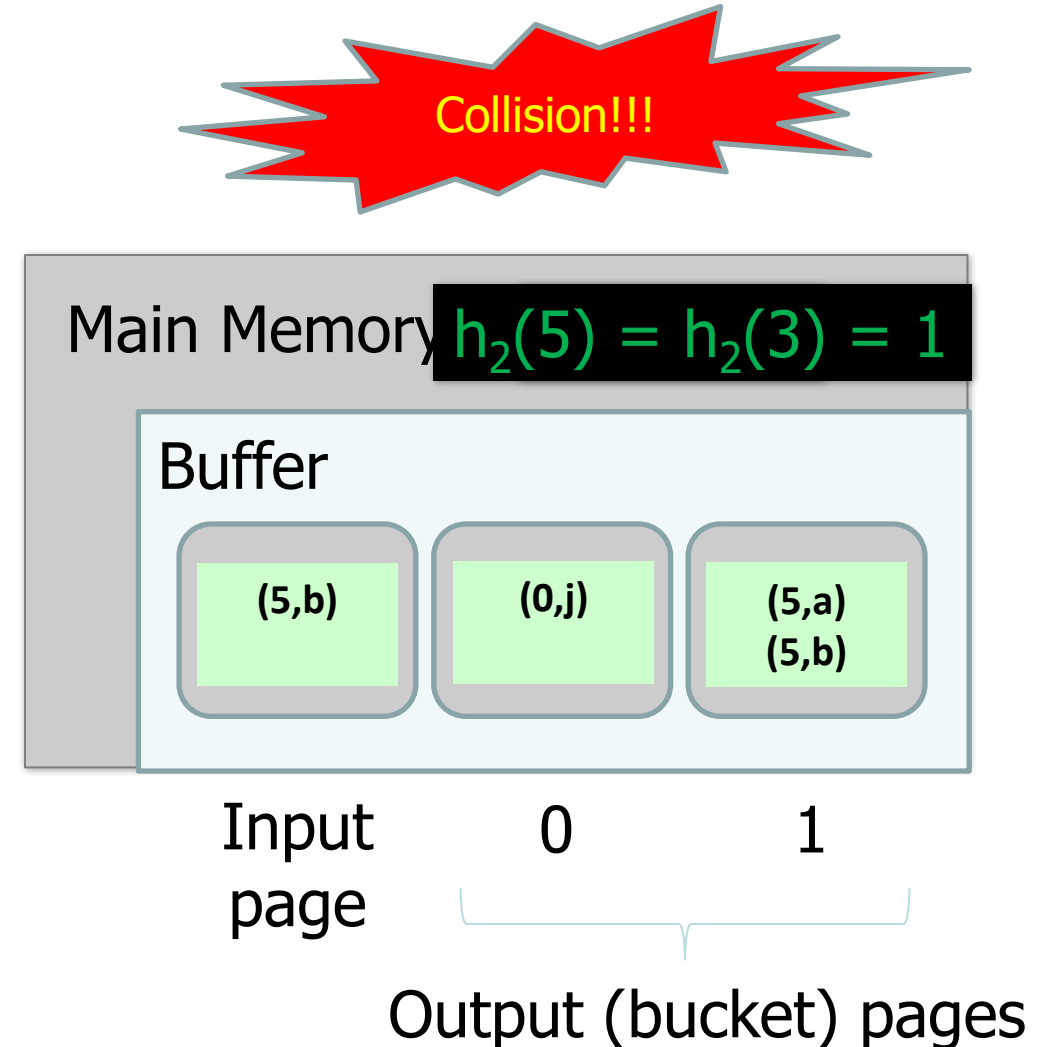 Collision!!!
Main Memory
h₂(5) = h₂(3) = 1
Buffer
(5,b)
(0,j)
(5,a)
(5,b)
Input
page
0
1
Output (bucket) pages